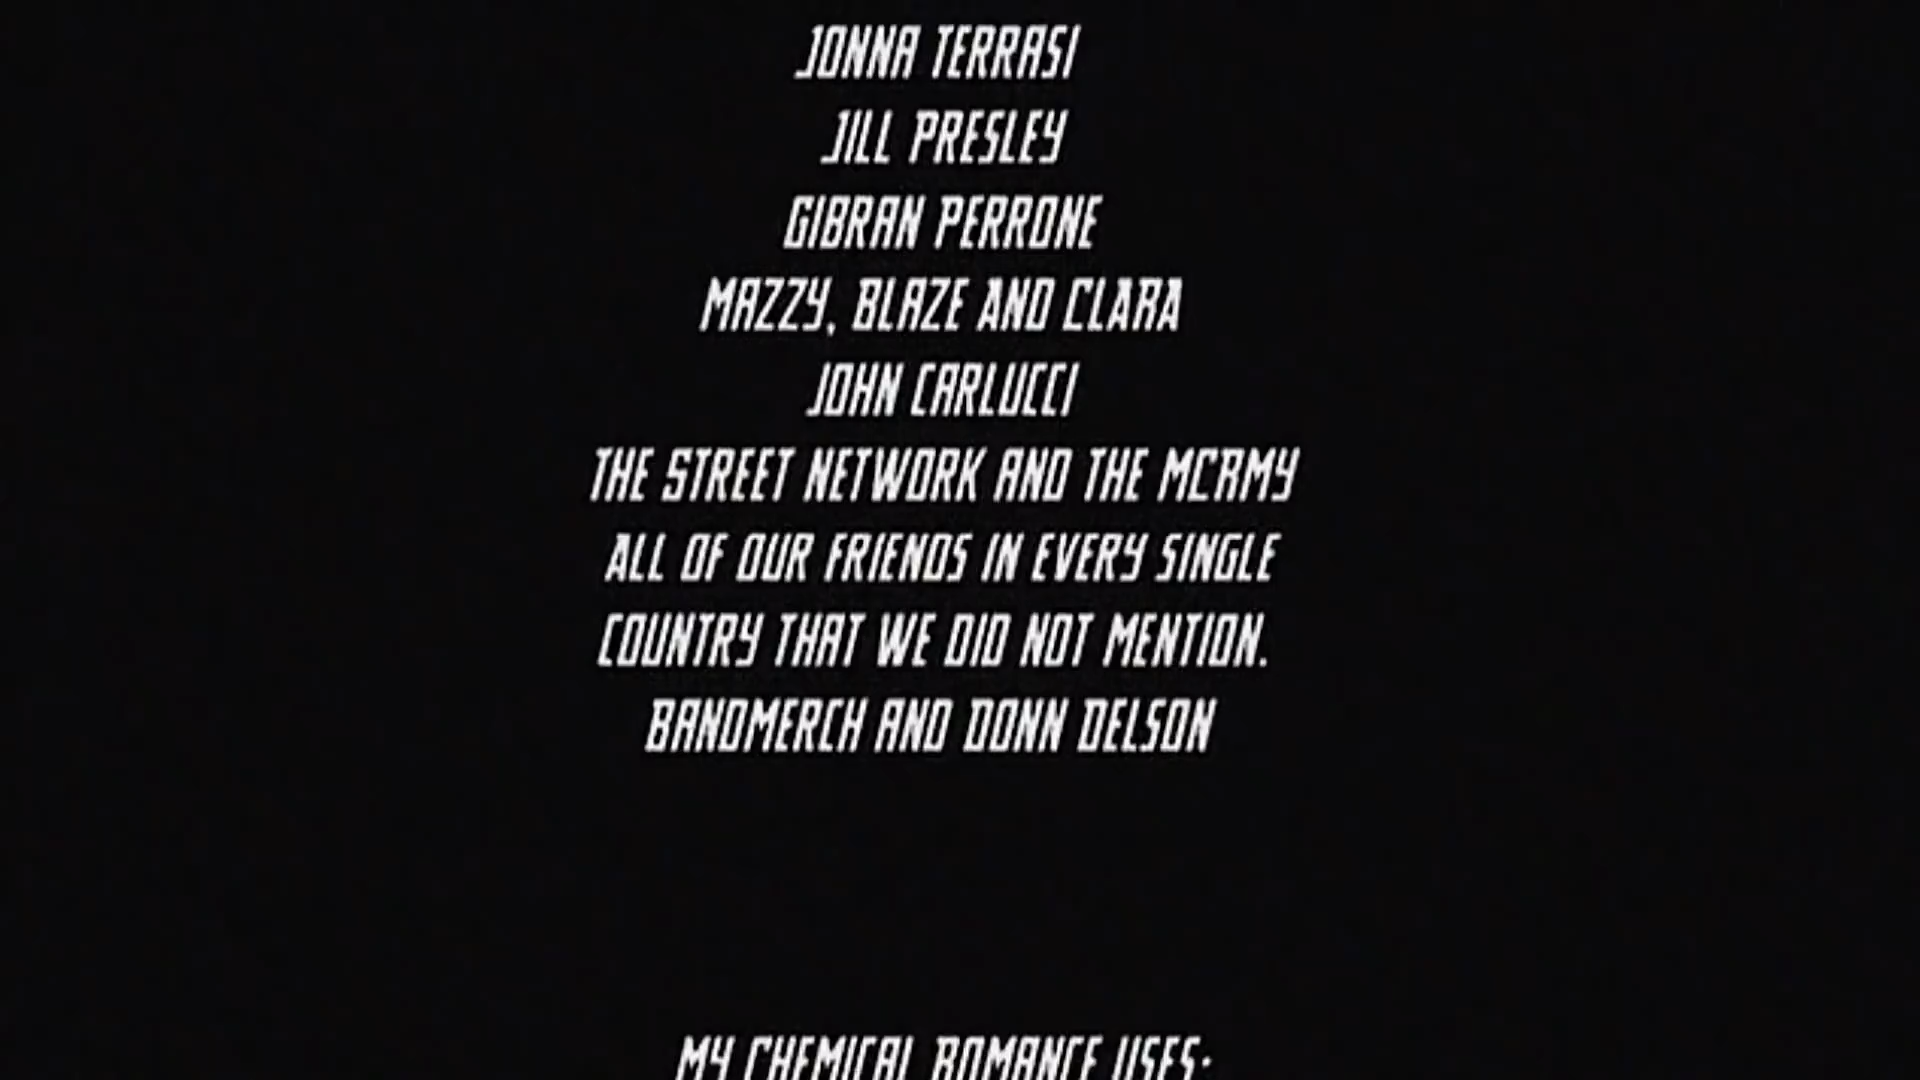 JONNA TERRASI
JILL PRESLEY
GIBRAN PERRONE
MAZZY, BLAZE AND CLARA
JOHN CARLUCCI
THE STREET NETWORK AND THE MCRMY
ALL OF OUR FRIENDS IN EVERY SINGLE
COUNTRY THAT WE DID NOT MENTION.
BANDMERCH AND DONN DELSON
MY CHEMICAL ROMANCE USES: